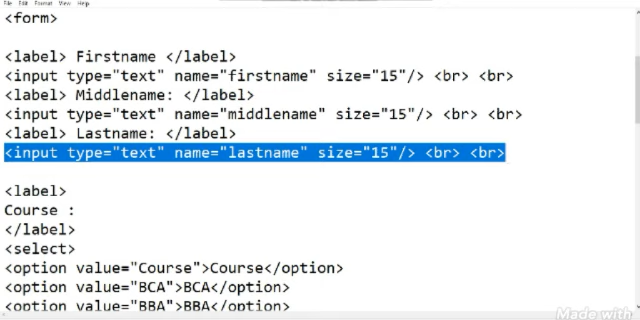 File Edit Format View Help
<form>
<label> Firstname </label>
<input type="text" name="firstname" size="15"/> <br> <br>
<label> Middlename: </label>
<input type="text" name="middlename" size="15"/> <br> <br>
<label> Lastname: </label>
<input type="text" name="lastname" size="15"/> <br> <br>
<label>
Course :
</label>
<select>
<option value="Course">Course</option>
<option value="BCA">BCA</option>
<option value="BBA">BBA</option>
Made with